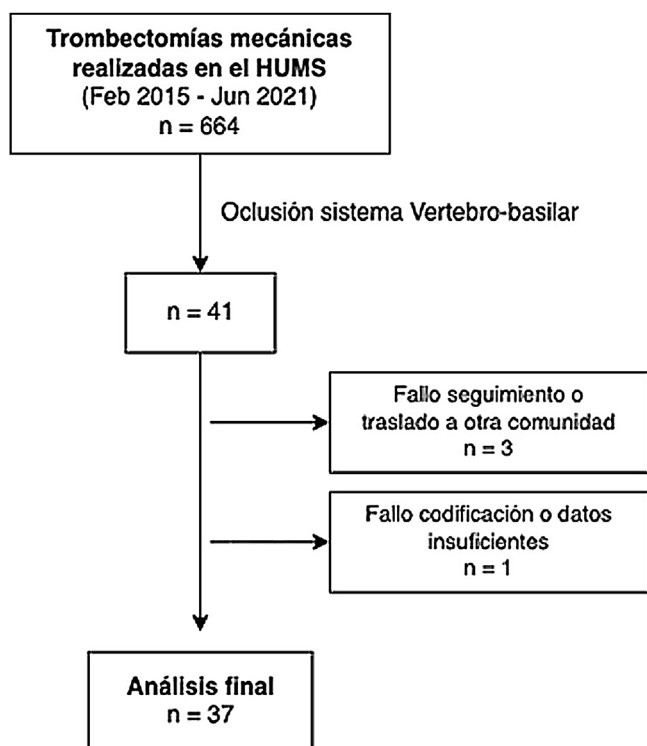 Trombectomías mecánicas
realizadas en el HUMS
(Feb 2015 - Jun 2021)
n = 664
Oclusión sistema Vertebro-basilar
n = 41
Fallo seguimiento o
traslado a otra comunidad
n = 3
Fallo codificación o datos
insuficientes
n = 1
Análisis final
n = 37